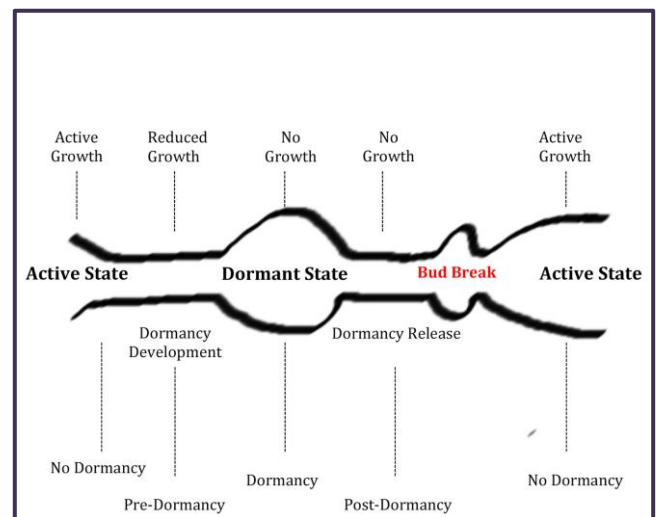 Active
Growth
Reduced
Growth
No
Growth
No
Growth
Active
Growth
Active State
Dormant State
Bud Break
Active State
Dormancy
Development
Dormancy Release
No Dormancy
Pre-Dormancy
Dormancy
Post-Dormancy
No Dormancy